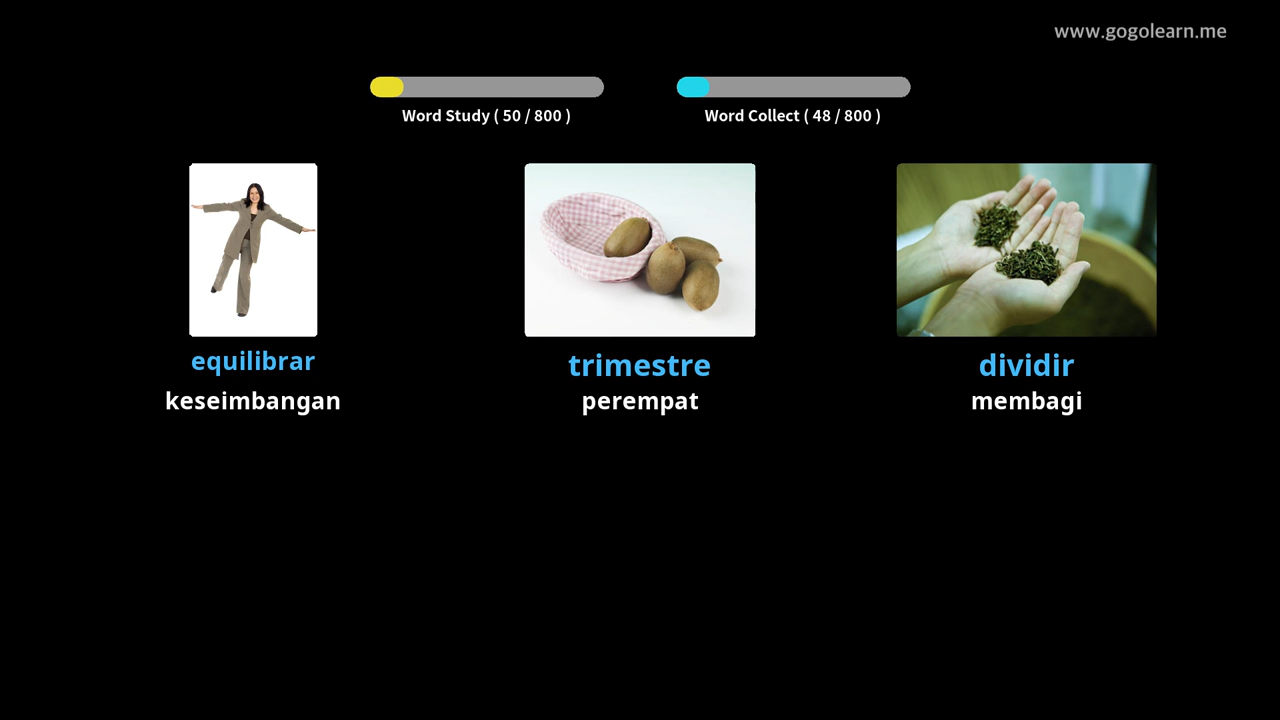 www.gogolearn.me
Word Study ( 50 / 800 )
Word Collect ( 48 / 800 )
equilibrar
keseimbangan
trimestre
perempat
dividir
membagi